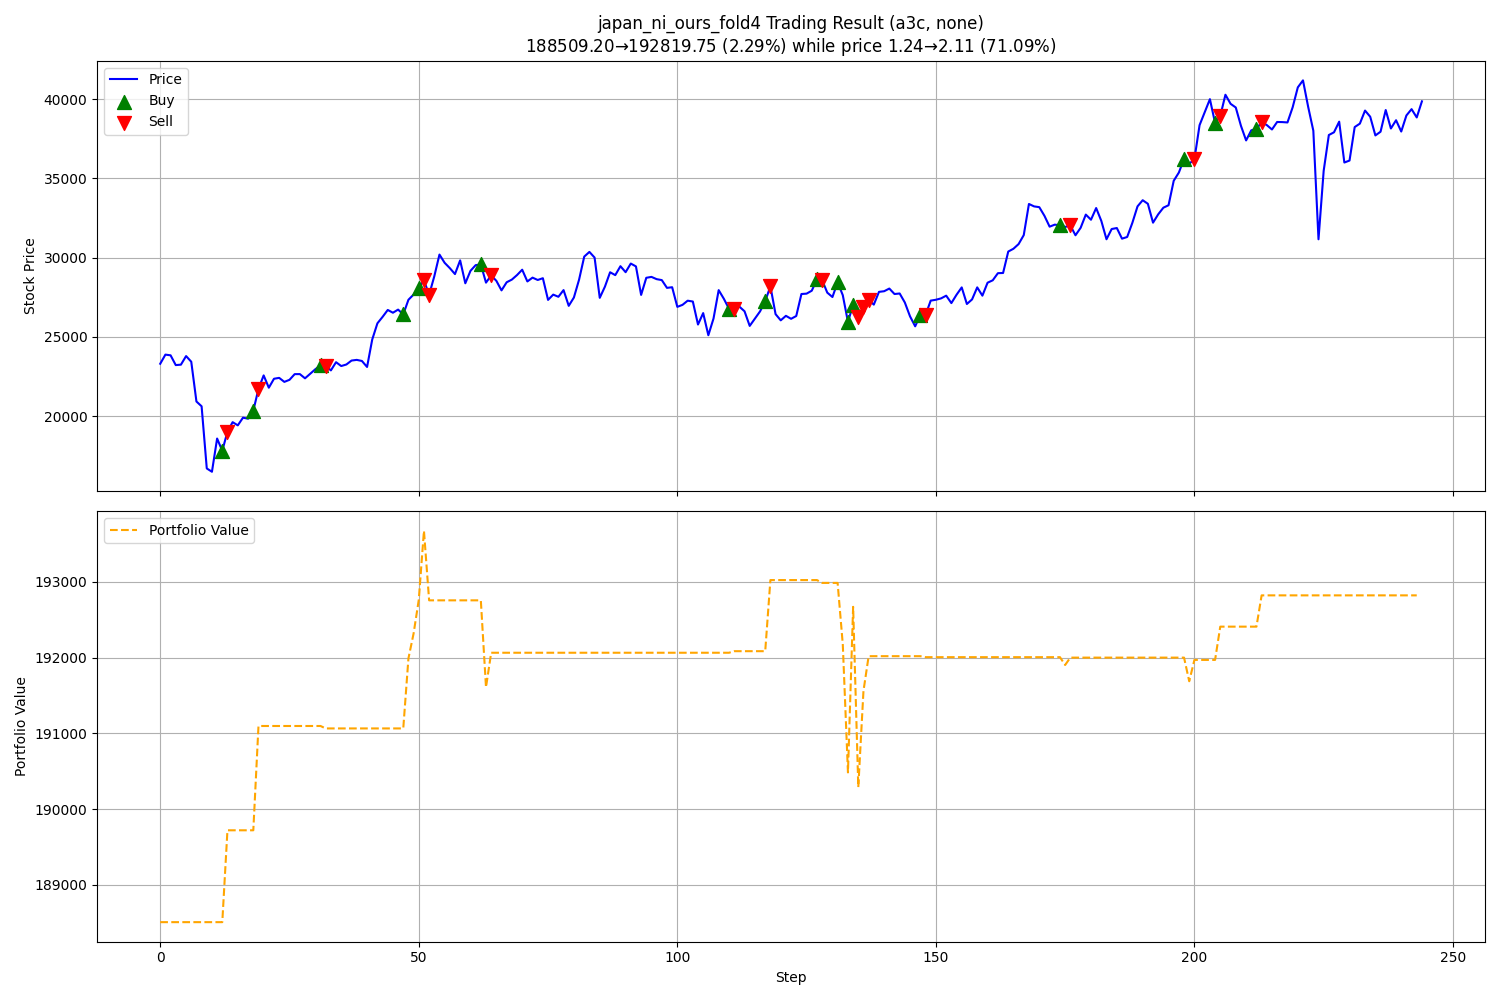 japan_ni_ours_fold4 Trading Result (a3c, none)
188509.20→192819.75 (2.29%) while price 1.24→2.11 (71.09%)
Price
Buy
Sell
Stock Price
40000
35000
30000
25000
20000
Portfolio Value
Portfolio Value
193000
192000
191000
190000
189000
0
50
100
150
200
250
Step